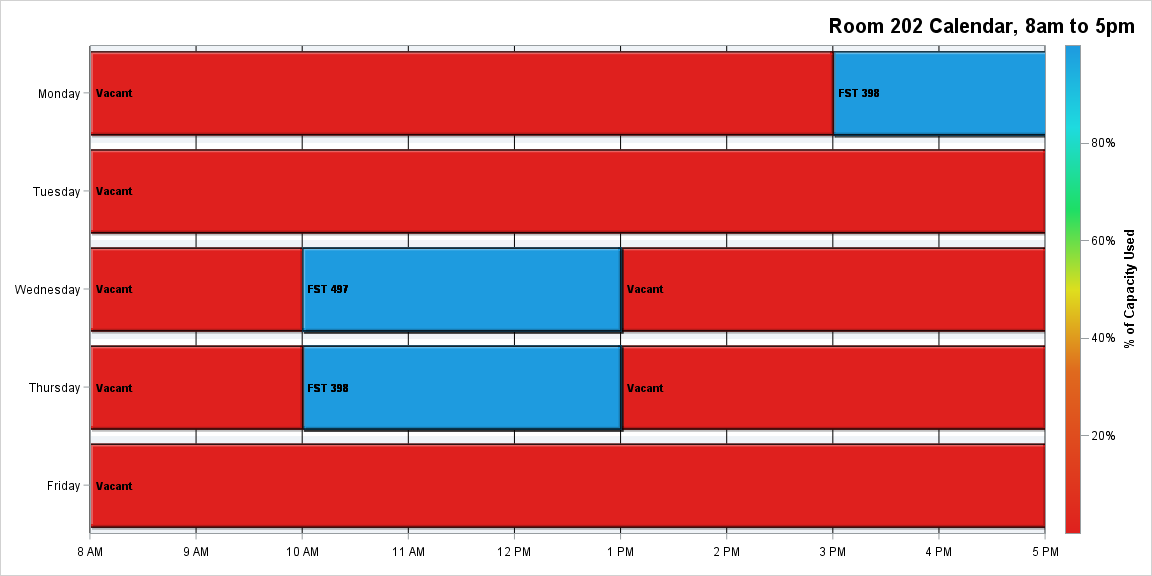 Room 202 Calendar, 8am to 5pm
Monday
Vacant
FST 398
Tuesday
Vacant
Wednesday
Vacant
FST 497
Vacant
Thursday
Vacant
FST 398
Vacant
Friday
Vacant
8 AM
9 AM
10 AM
11 AM
12 PM
1 PM
2 PM
3 PM
4 PM
5 PM
80%
60%
40%
20%
% of Capacity Used